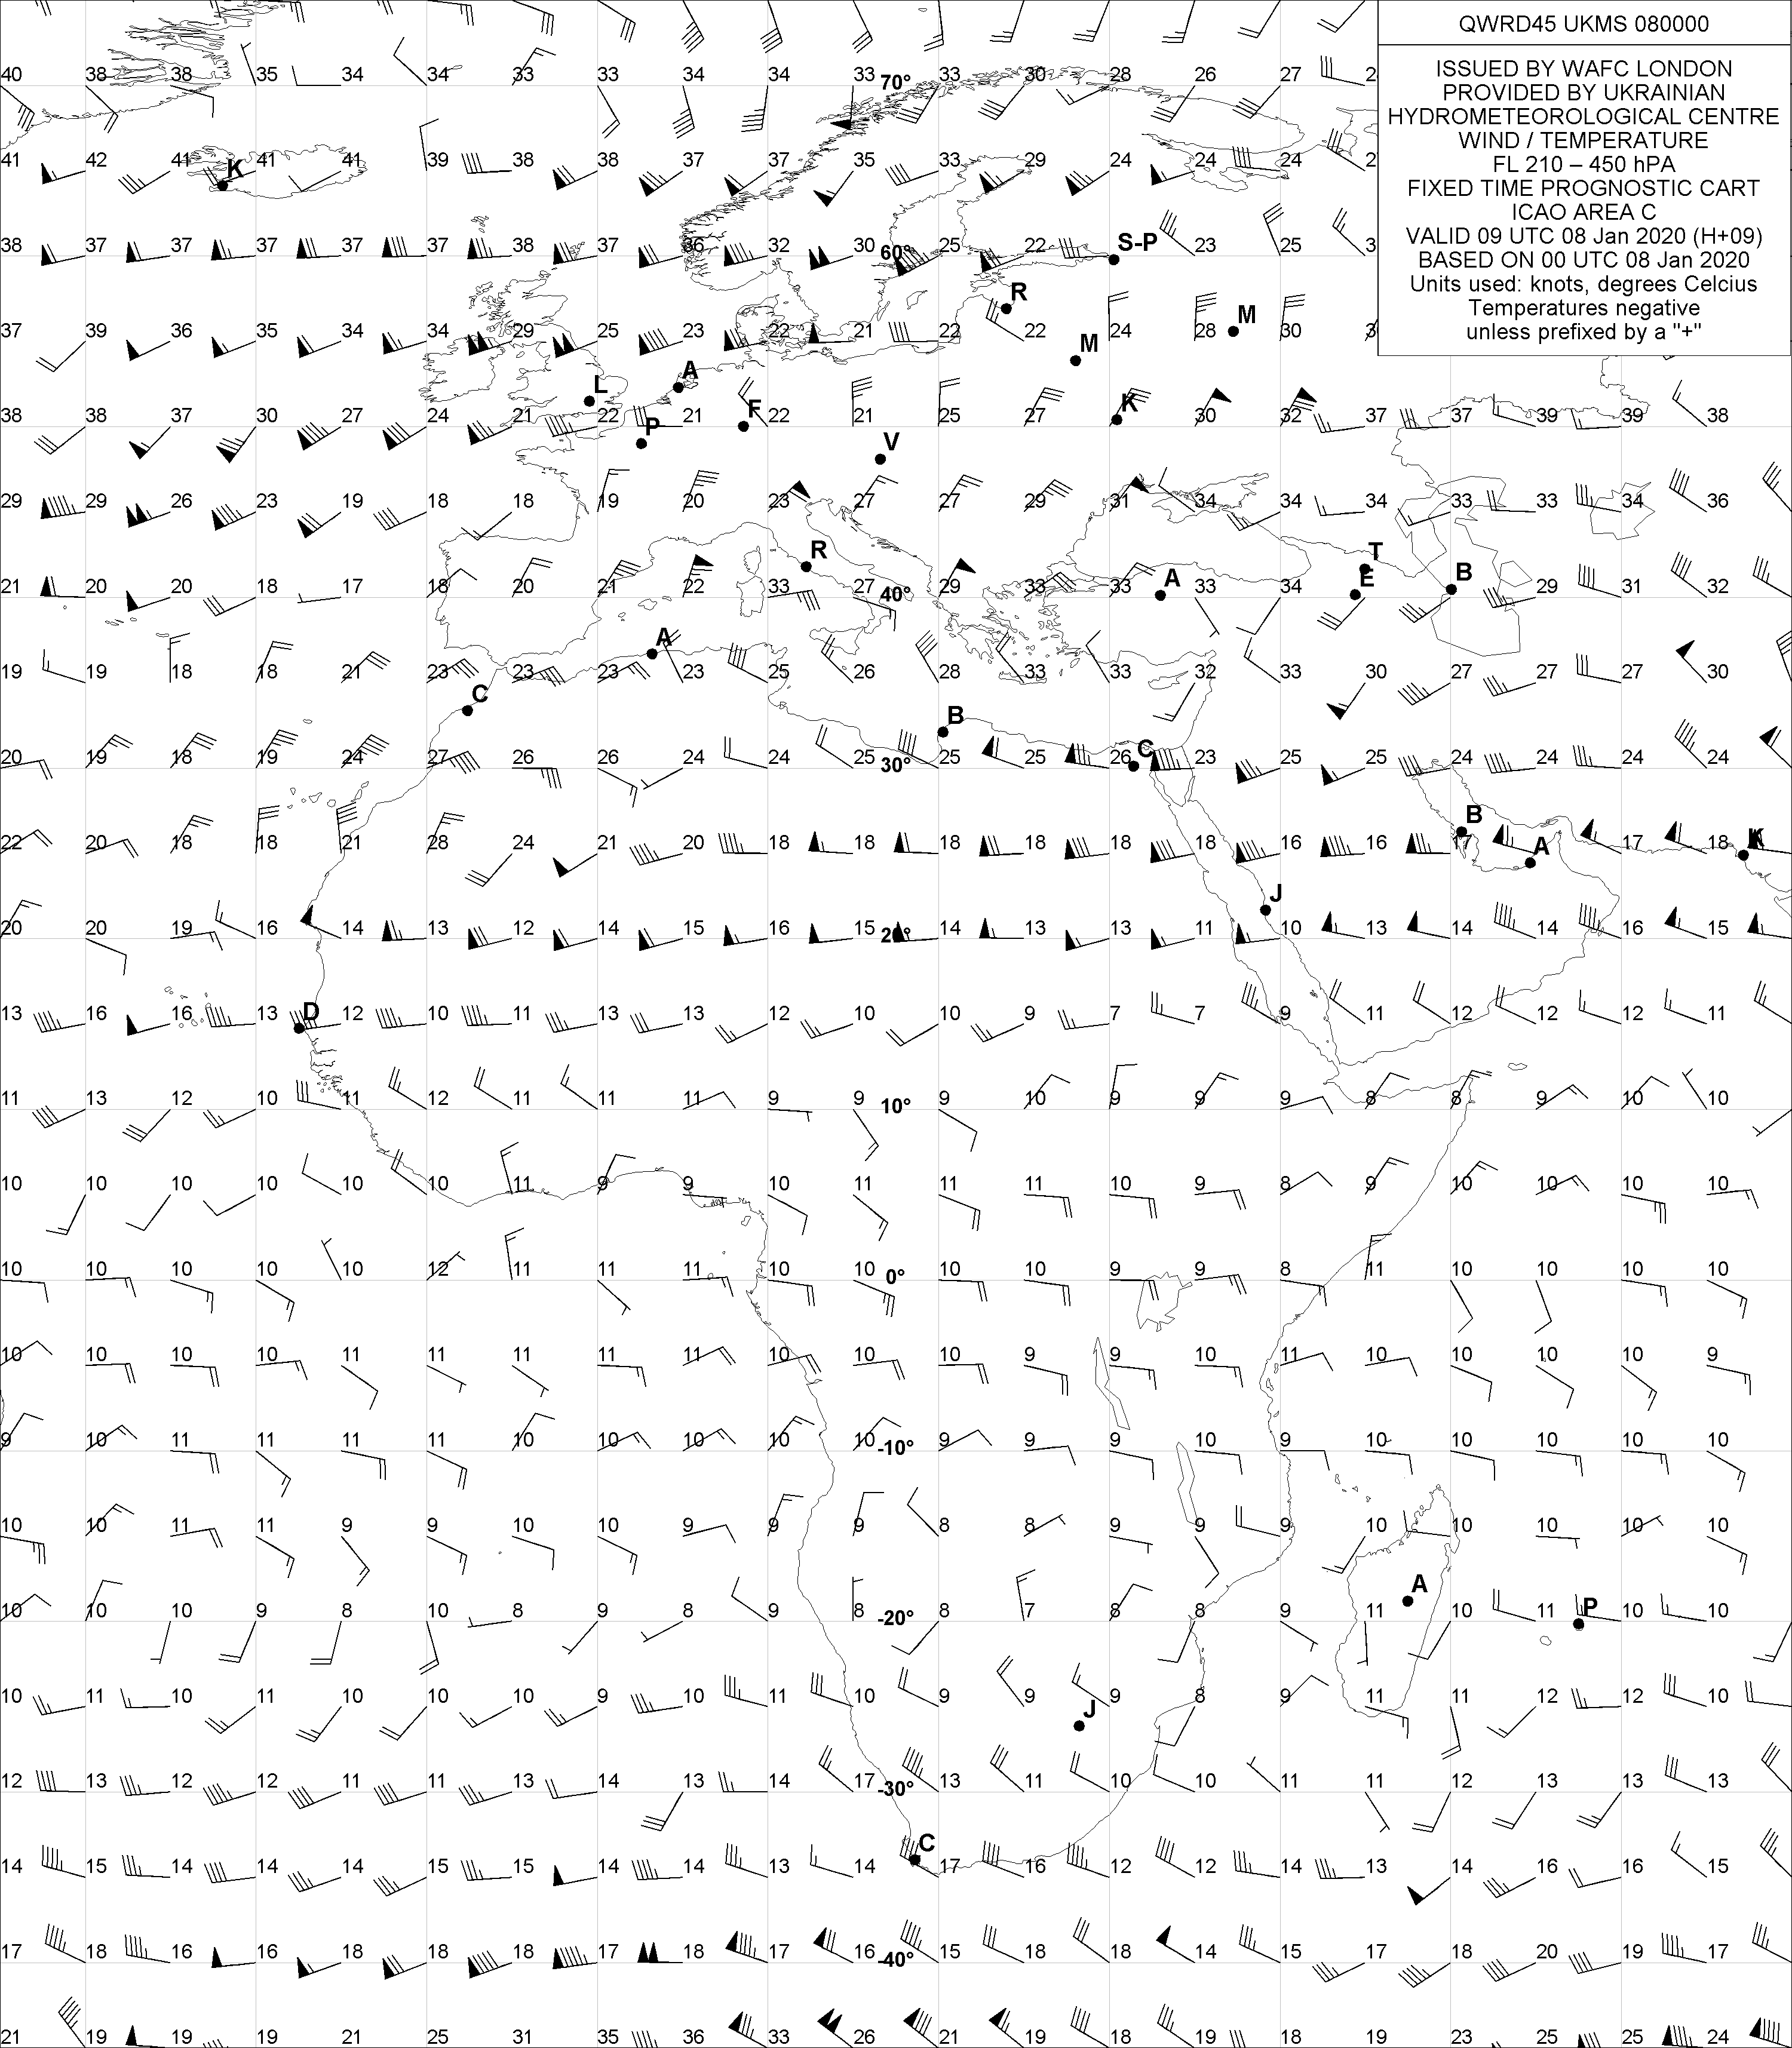 QWRD45 UKMS 080000
ISSUED BY WAFC LONDON
PROVIDED BY UKRAINIAN
HYDROMETEOROLOGICAL CENTRE
WIND / TEMPERATURE
FL 210 – 450 hPA
FIXED TIME PROGNOSTIC CART
ICAO AREA C
VALID 09 UTC 08 Jan 2020 (H+09)
BASED ON 00 UTC 08 Jan 2020
Units used: knots, degrees Celcius
Temperatures negative
unless prefixed by a "+"
40 38 38 35 34 34 33 33 34 34 33 70° 33 30 28 26 27
41 42 41 K 41 41 39 38 38 37 37 35 33 29 24 24 24
38 37 37 37 37 37 38 37 36 32 30 60° 25 22 S-P 23 25
R
37 39 36 35 34 34 29 25 23 22 21 22 22 M 24 28 M 30
L A
38 38 37 30 27 24 21 22 P 21 F 22 21 25 27 K 30 32 37 37 39 39 38
V
29 29 26 23 19 18 18 19 20 23 27 27 29 31 34 34 34 33 33 34 36
R T
21 20 20 18 17 18 20 21 22 33 27 40° 29 33 33 A 33 34 E B 29 31 32
A
19 19 18 18 21 23 23 23 23 25 26 28 33 33 32 33 30 27 27 27 30
C
B
20 19 18 19 24 27 26 26 24 24 25 30° 25 25 26 C 23 25 25 24 24 24 24
B
22 20 18 18 21 28 24 21 20 18 18 18 18 18 18 16 16 17 A 17 18 K
J
20 20 19 16 14 13 12 14 15 16 15 20° 14 13 13 11 10 13 14 14 16 15
D
13 16 16 13 12 10 11 13 13 12 10 10 9 7 7 9 11 12 12 12 11
11 13 12 10 11 12 11 11 11 9 9 10° 9 10 9 9 9 8 8 9 10 10
10 10 10 10 10 10 11 9 9 10 11 11 11 10 9 8 9 10 10 10 10
10 10 10 10 10 12 11 11 11 10 10 0° 10 10 9 9 8 11 10 10 10 10
10 10 10 10 11 11 11 11 11 10 10 10 9 9 10 11 10 10 10 10 9
9 10 11 11 11 11 10 10 10 10 10 -10° 9 9 9 10 9 10 10 10 10 10
10 10 11 11 9 9 10 10 9 9 9 8 8 9 9 9 10 10 10 10 10
A
10 10 10 9 8 10 8 9 8 9 8 -20° 8 7 8 8 9 11 10 11 P 10 10
10 11 10 11 10 10 10 9 10 11 10 9 9 9 8 9 11 11 12 12 10
J
12 13 12 12 11 11 13 14 13 14 17 -30° 13 11 10 10 11 11 12 13 13 13
C
14 15 14 14 14 15 15 14 14 13 14 17 16 12 12 14 13 14 16 16 15
17 18 16 16 18 18 18 17 18 17 16 -40° 15 18 18 14 15 17 18 20 19 17
21 19 19 19 21 25 31 35 36 33 26 21 19 18 19 18 19 23 25 25 24